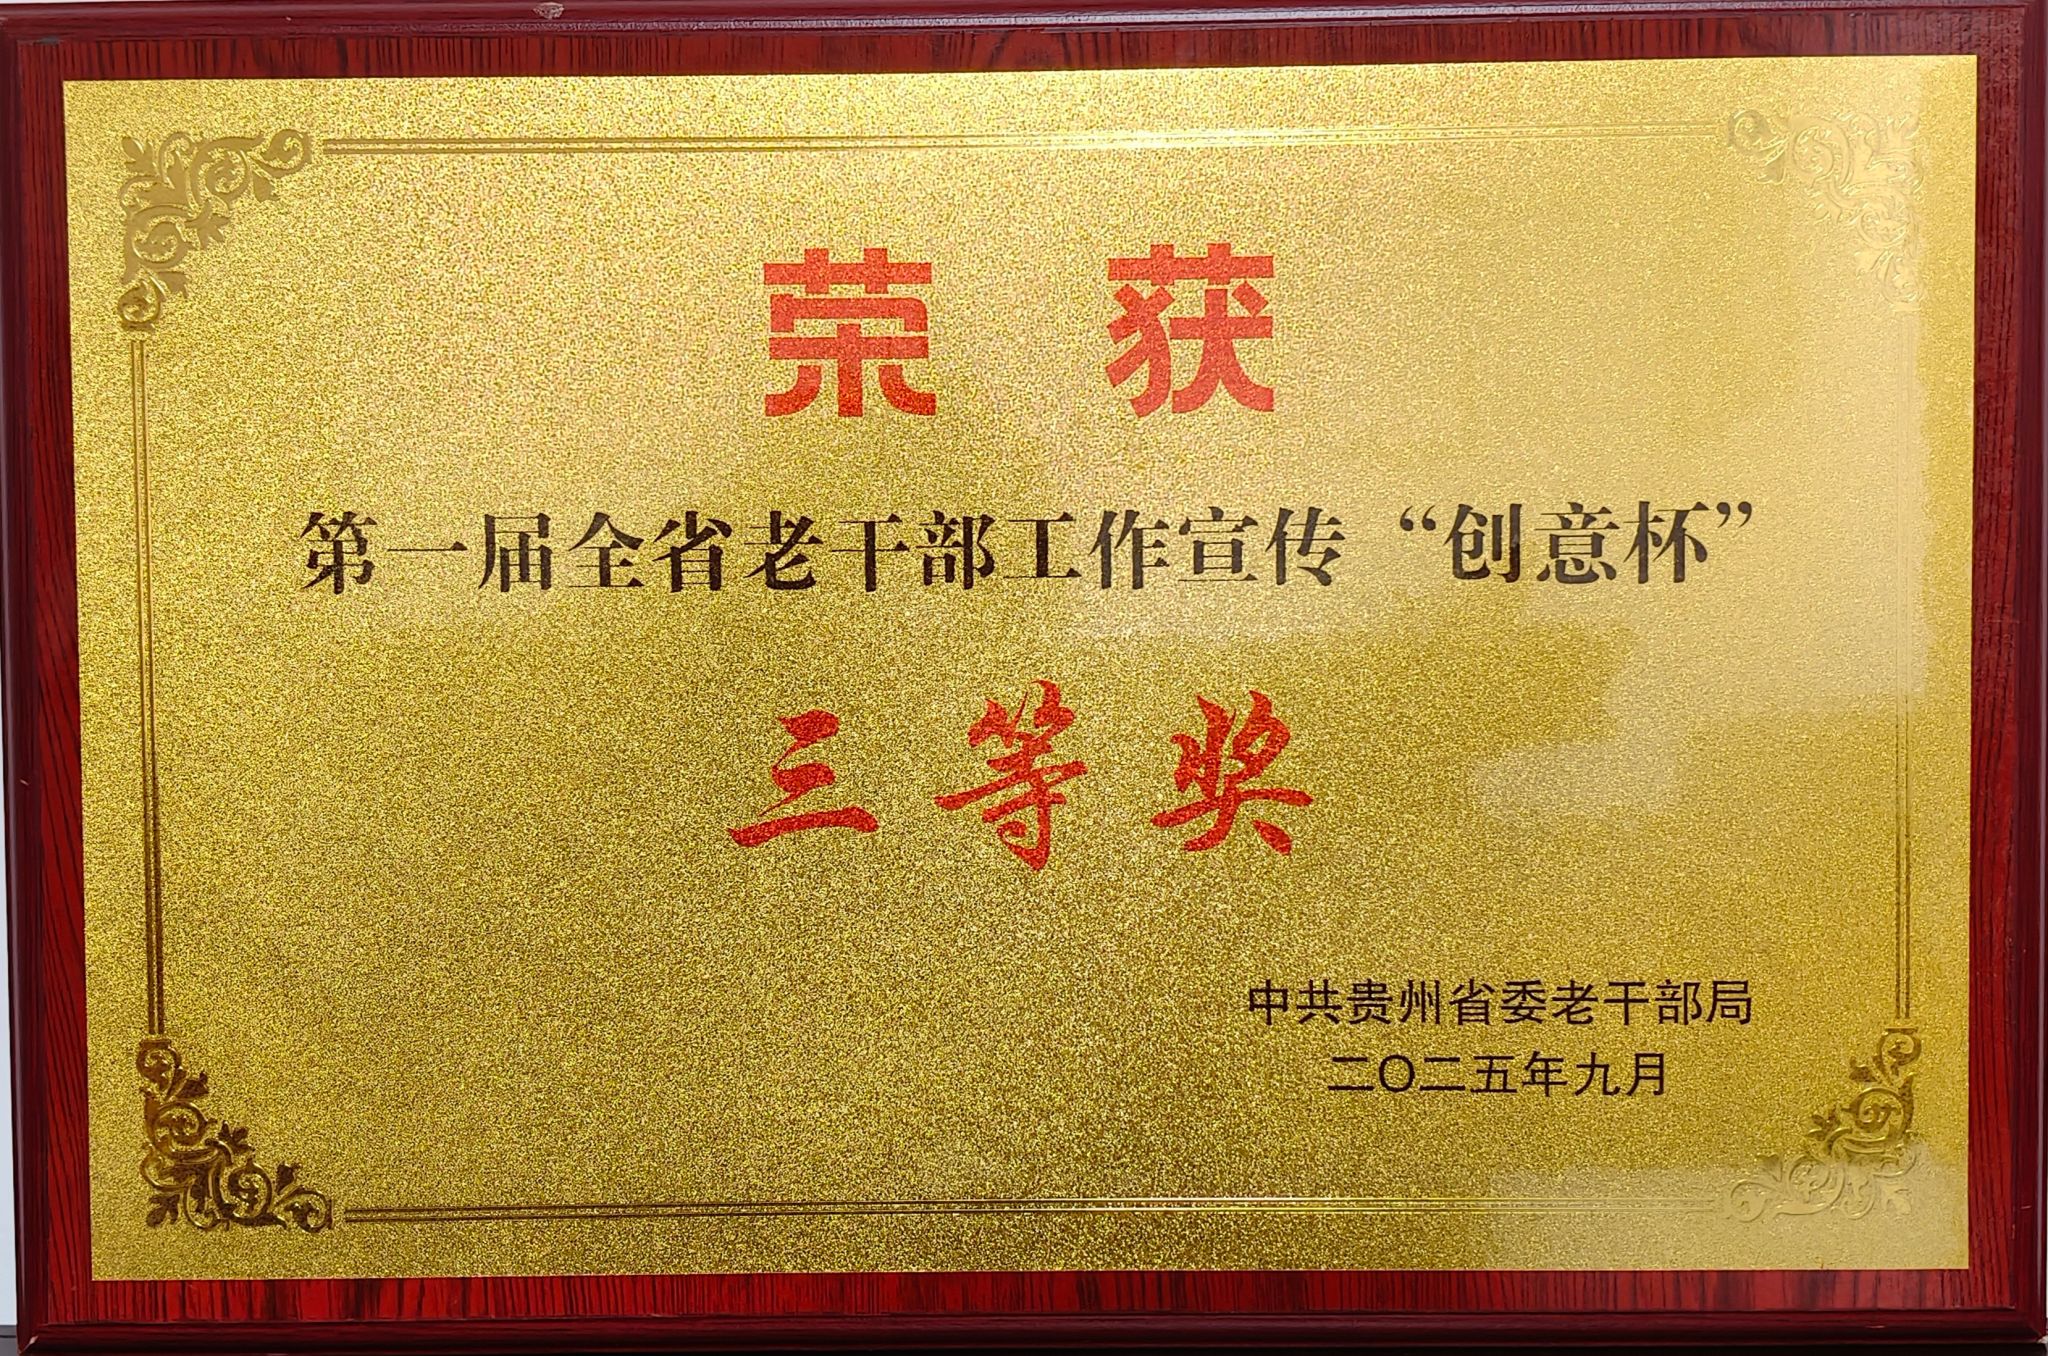 荣获
第一届全省老干部工作宣传“创意杯”
三等奖
中共贵州省委老干部局
二〇二五年九月